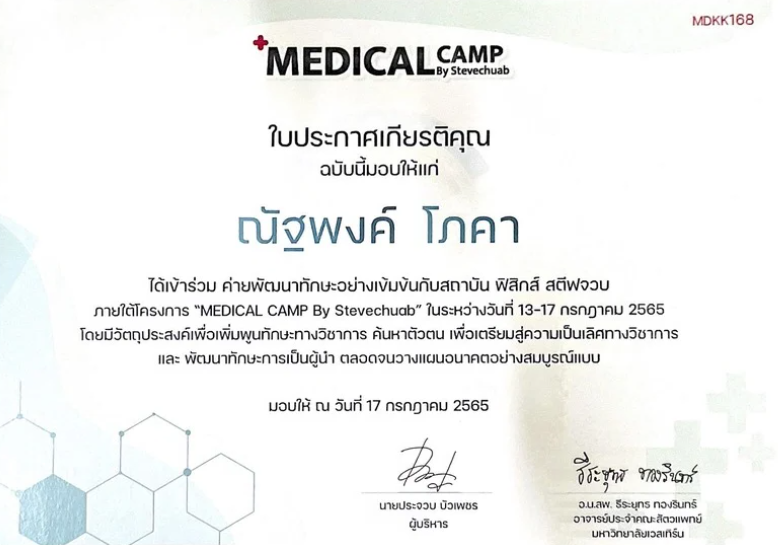 MDKK168
MEDICAL CAMP
By Stevechuab
ใบประกาศเกียรติคุณ
ฉบับนี้มอบให้แก่
ณัฐพงค์ โภคา
ได้เข้าร่วม ค่ายพัฒนาทักษะอย่างเข้มข้นกับสถาบัน ฟิสิกส์ สตีฟจวบ
ภายใต้โครงการ "MEDICAL CAMP By Stevechuab" ในระหว่างวันที่ 13-17 กรกฎาคม 2565
โดยมีวัตถุประสงค์เพื่อเพิ่มพูนทักษะทางวิชาการ ค้นหาตัวตน เพื่อเตรียมสู่ความเป็นเลิศทางวิชาการ
และ พัฒนาทักษะการเป็นผู้นำ ตลอดจนวางแผนอนาคตอย่างสมบูรณ์แบบ
มอบให้ ณ วันที่ 17 กรกฎาคม 2565
ธีระยุทธ ทองรินทร์
นายประจวบ บัวเพชร
ผู้บริหาร
อ.น.สพ. ธีระยุทธ ทองรินทร์
อาจารย์ประจำคณะสัตวแพทย์
มหาวิทยาลัยเวสเทิร์น